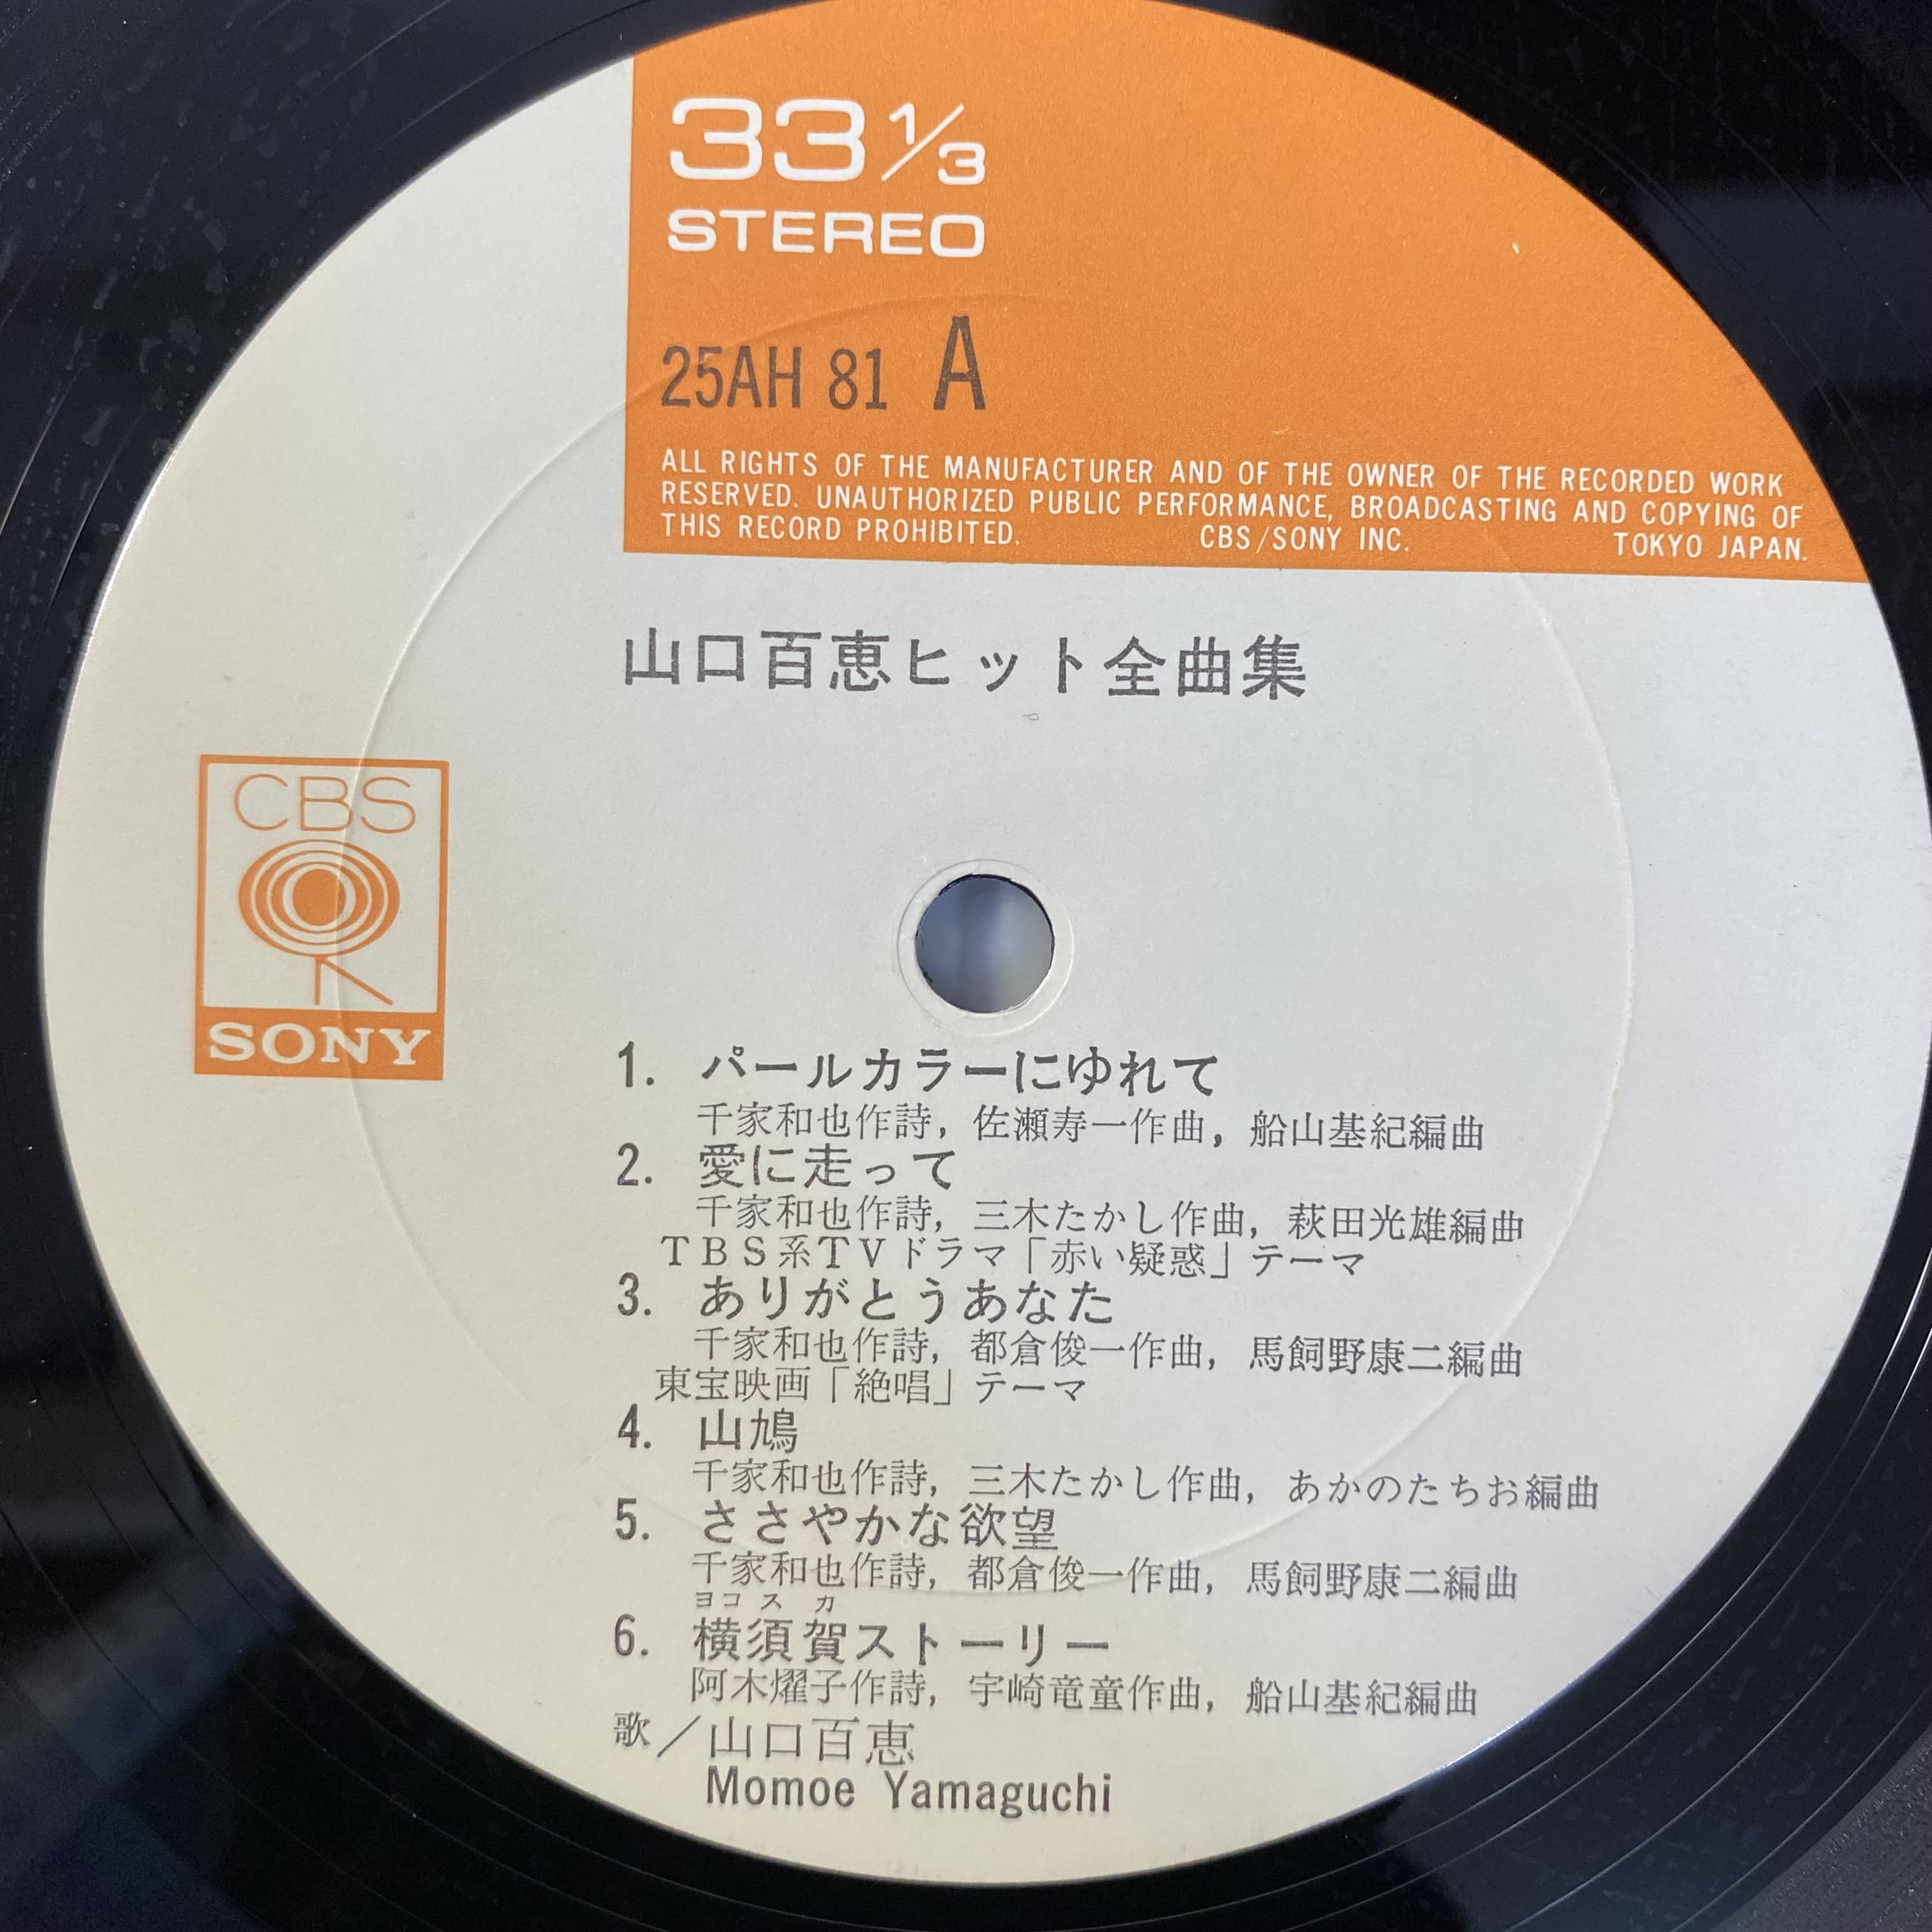 33 1/3
STEREO
25AH 81 A
ALL RIGHTS OF THE MANUFACTURER AND OF THE OWNER OF THE RECORDED WORK
RESERVED. UNAUTHORIZED PUBLIC PERFORMANCE, BROADCASTING AND COPYING OF
THIS RECORD PROHIBITED. CBS/SONY INC. TOKYO JAPAN.
山口百恵ヒット全曲集
CBS
SONY
1. パールカラーにゆれて
千家和也作詩, 佐瀬寿一作曲, 船山基紀編曲
2. 愛に走って
千家和也作詩, 三木たかし作曲, 萩田光雄編曲
TBS系TVドラマ「赤い疑惑」テーマ
3. ありがとうあなた
千家和也作詩, 都倉俊一作曲, 馬飼野康二編曲
東宝映画「絶唱」テーマ
4. 山鳩
千家和也作詩, 三木たかし作曲, あかのたちお編曲
5. ささやかな欲望
千家和也作詩, 都倉俊一作曲, 馬飼野康二編曲
ヨコスカ
6. 横須賀ストーリー
阿木燿子作詩, 宇崎竜童作曲, 船山基紀編曲
歌／山口百恵
Momoe Yamaguchi